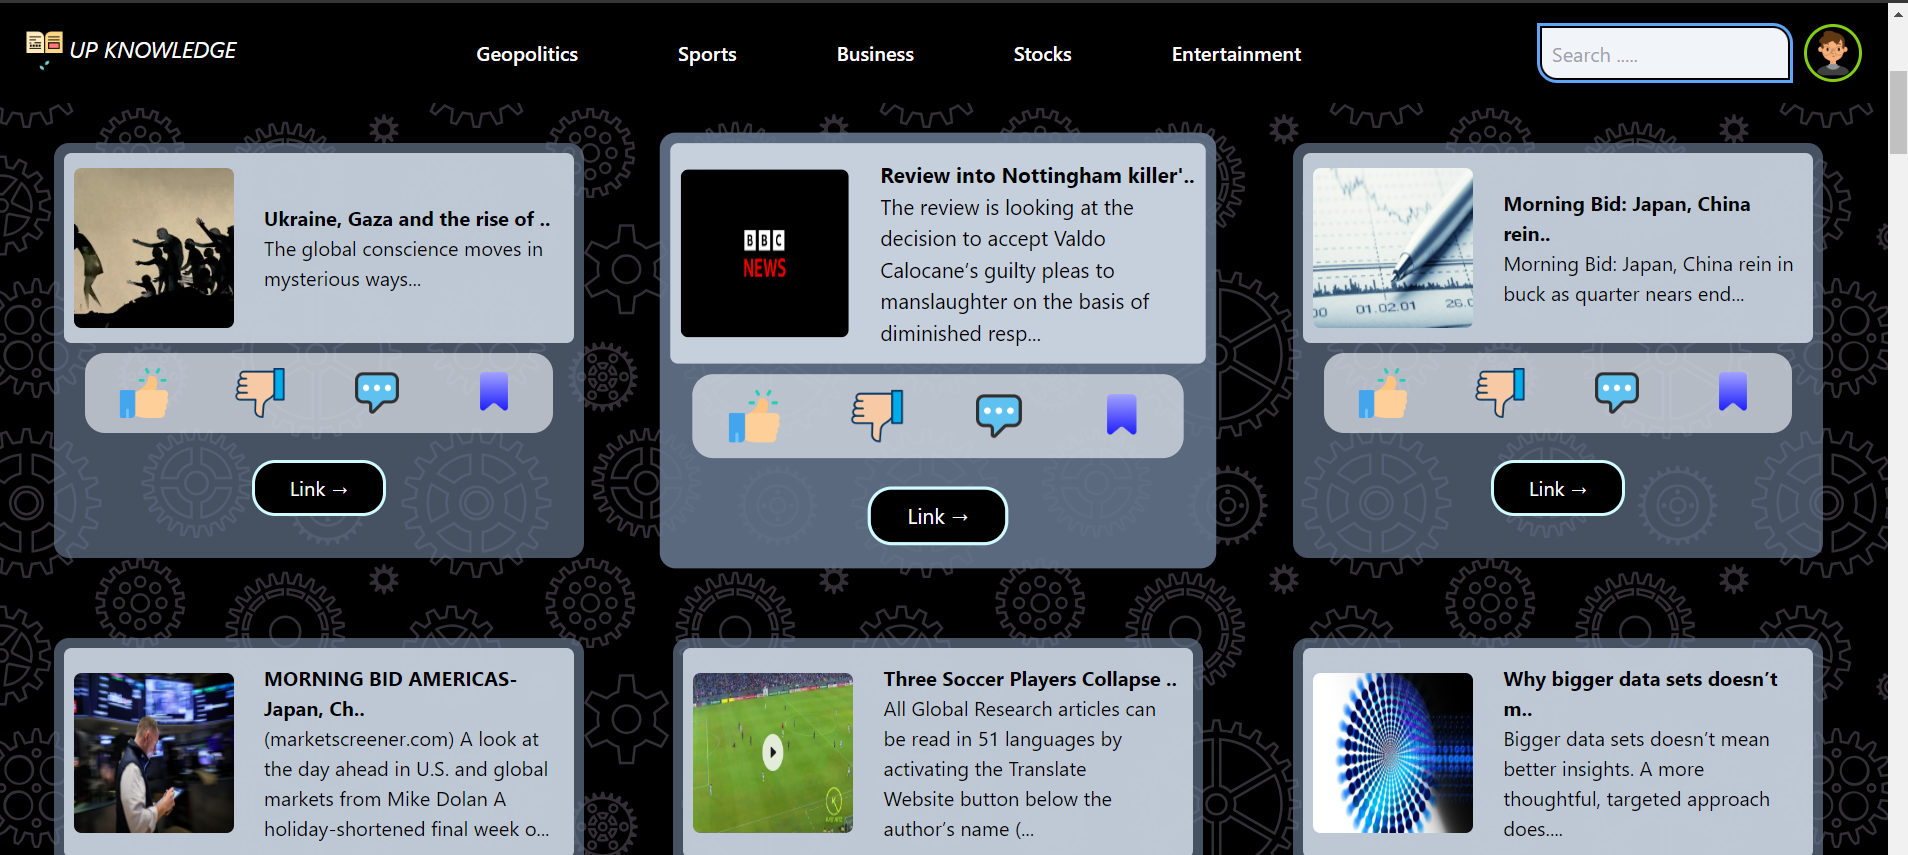 UP KNOWLEDGE
Geopolitics
Sports
Business
Stocks
Entertainment
Search .....
Ukraine, Gaza and the rise of ..
The global conscience moves in
mysterious ways...
Link →
BBC
NEWS
Review into Nottingham killer'..
The review is looking at the
decision to accept Valdo
Calocane’s guilty pleas to
manslaughter on the basis of
diminished resp...
Link →
01.02.01
Morning Bid: Japan, China
rein..
Morning Bid: Japan, China rein in
buck as quarter nears end...
Link →
MORNING BID AMERICAS-
Japan, Ch..
(marketscreener.com) A look at
the day ahead in U.S. and global
markets from Mike Dolan A
holiday-shortened final week o...
Three Soccer Players Collapse ..
All Global Research articles can
be read in 51 languages by
activating the Translate
Website button below the
author’s name (...
Why bigger data sets doesn’t
m..
Bigger data sets doesn’t mean
better insights. A more
thoughtful, targeted approach
does....